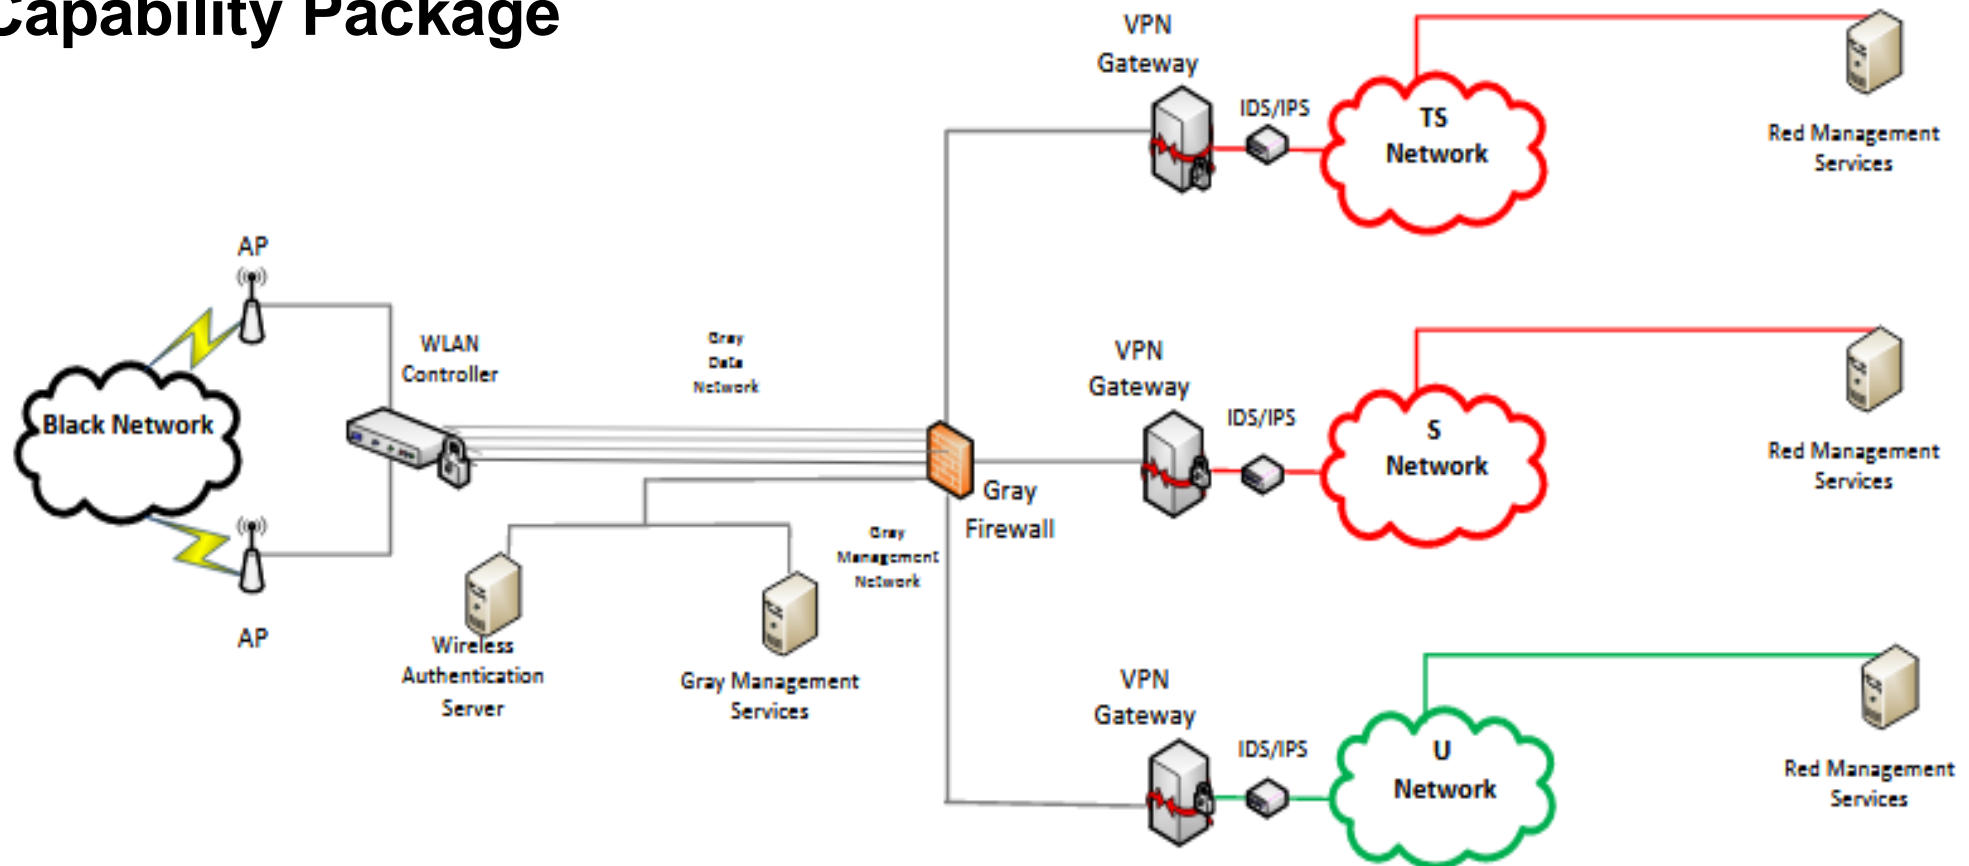 Capability Package
VPN
Gateway
IDS/IPS
TS
Network
Red Management
Services
AP
WLAN
Controller
Gray
Data
Network
Black Network
VPN
Gateway
IDS/IPS
S
Network
Red Management
Services
Gray
Firewall
Gray
Management
Network
AP
Wireless
Authentication
Server
Gray Management
Services
VPN
Gateway
IDS/IPS
U
Network
Red Management
Services